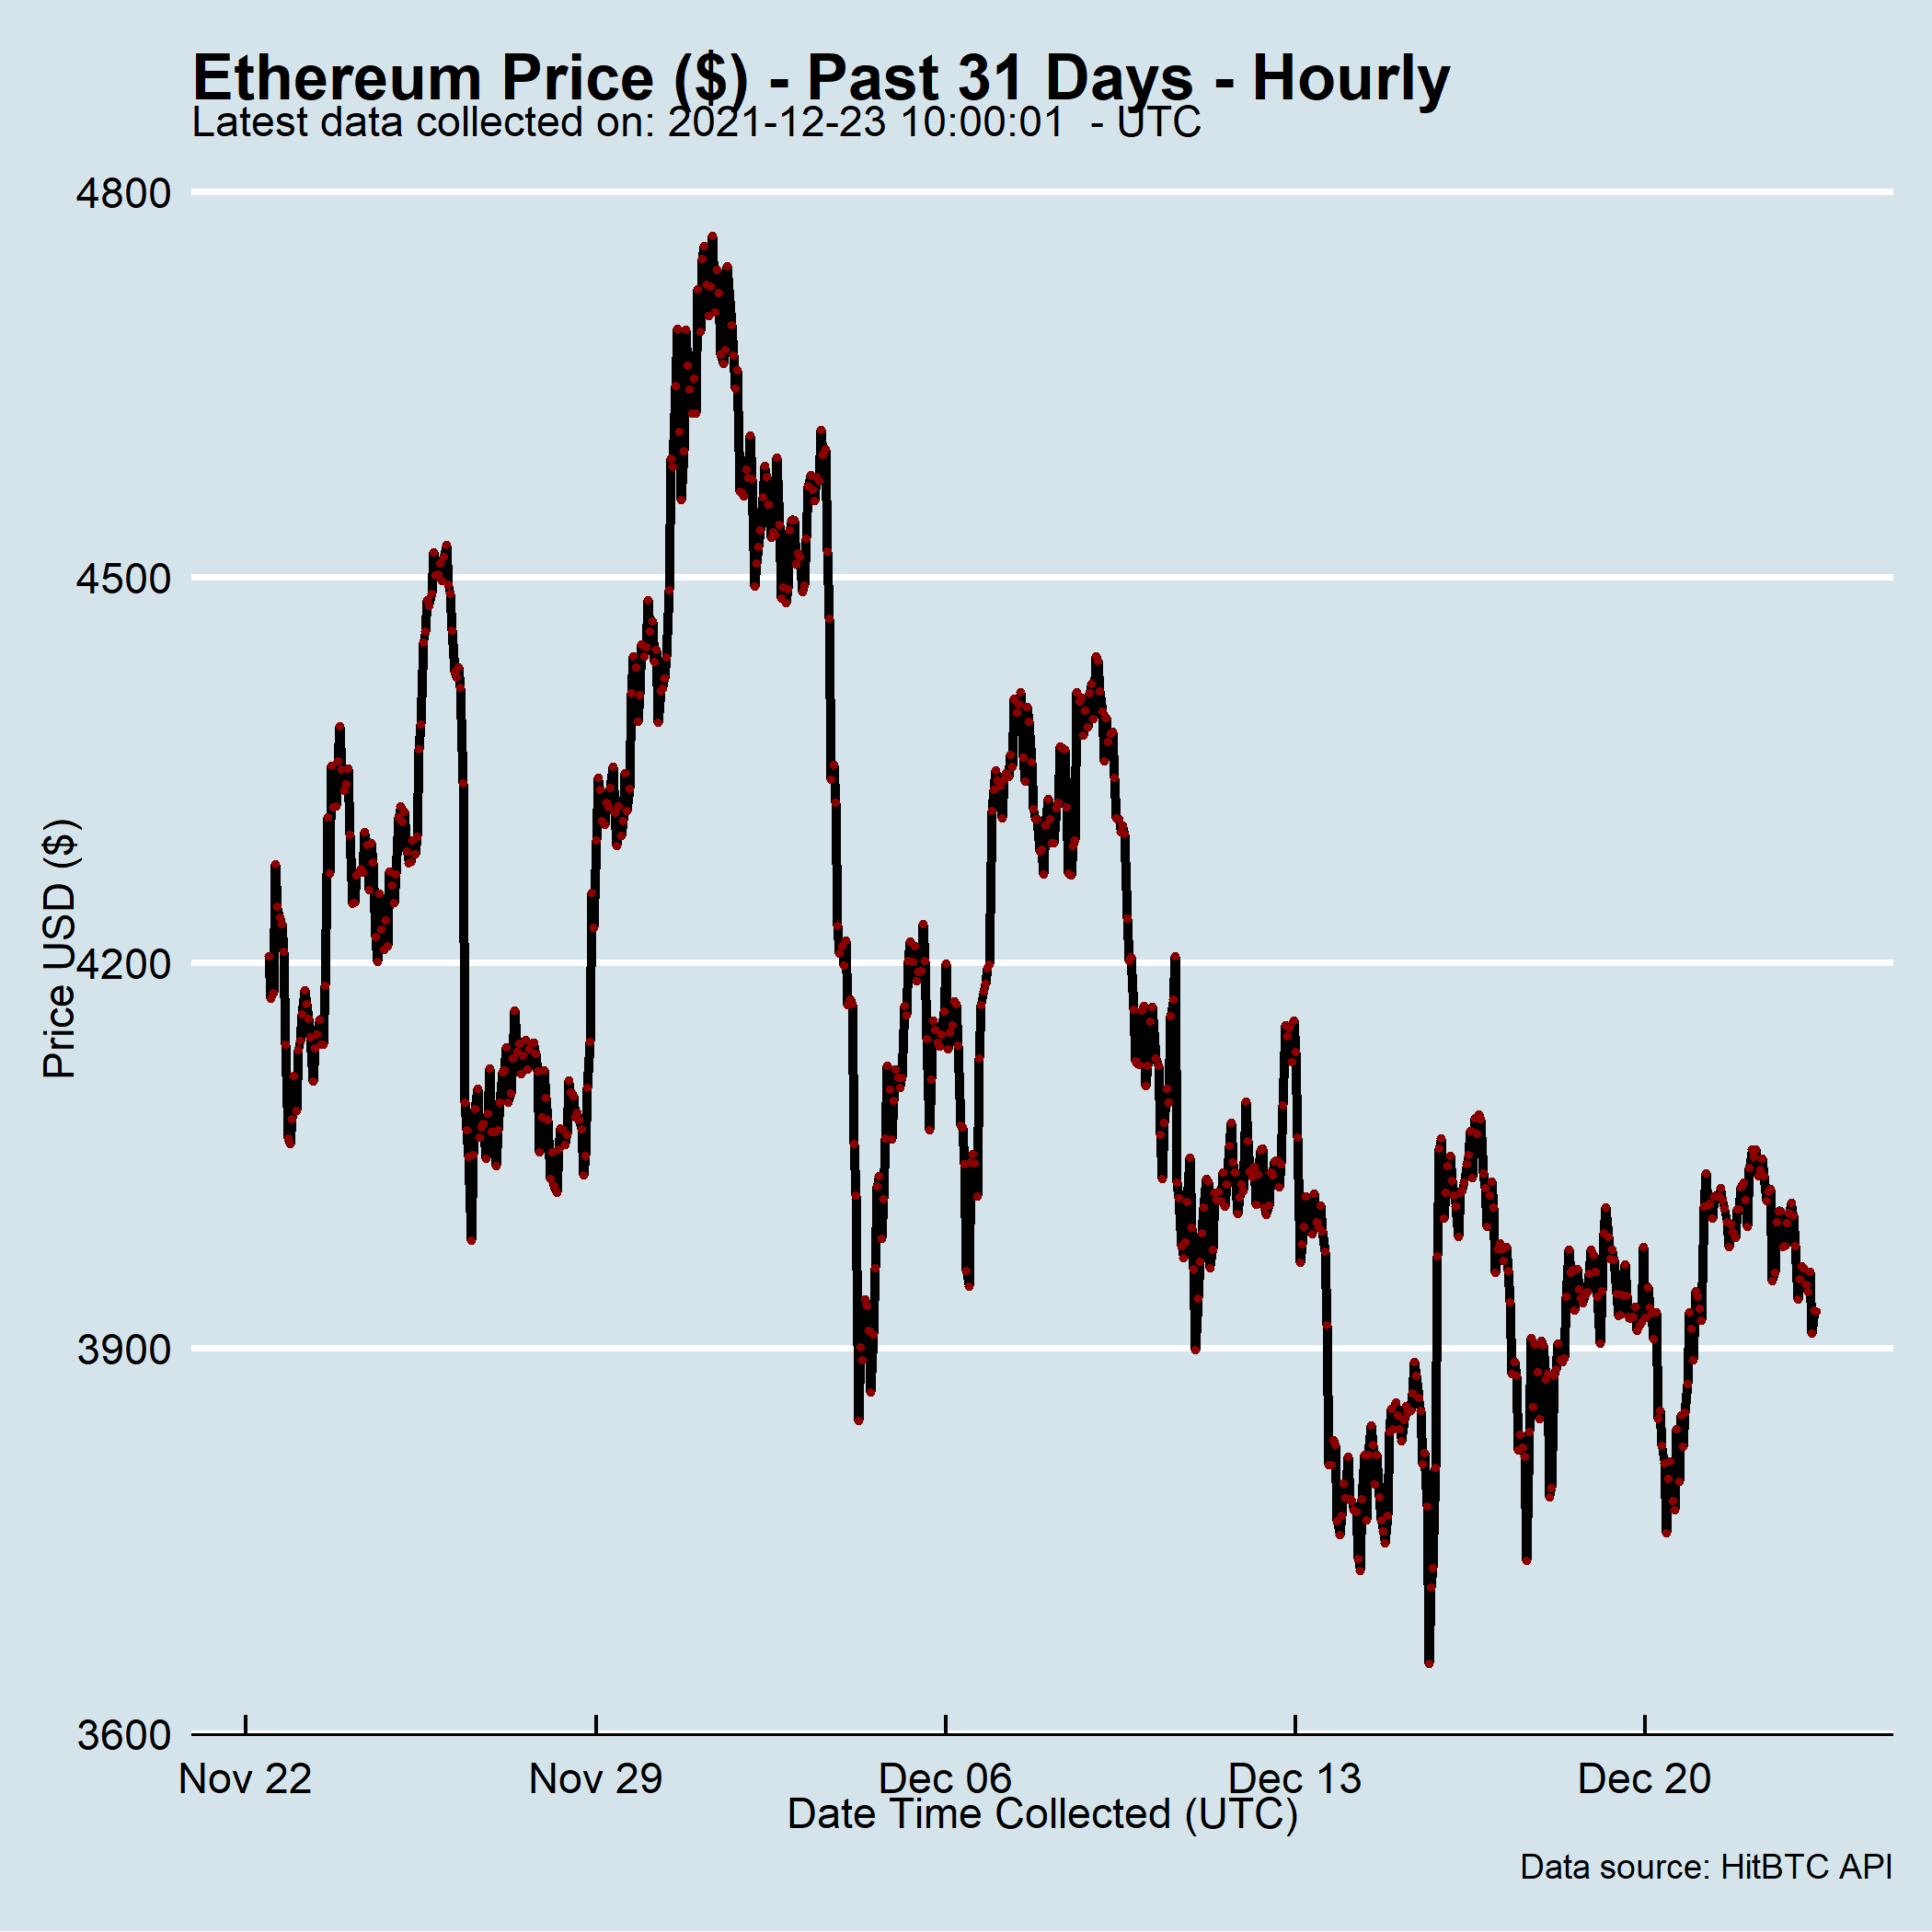 Ethereum Price ($) - Past 31 Days - Hourly
Latest data collected on: 2021-12-23 10:00:01  - UTC
Price USD ($)
4800
4500
4200
3900
3600
Nov 22
Nov 29
Dec 06
Dec 13
Dec 20
Date Time Collected (UTC)
Data source: HitBTC API